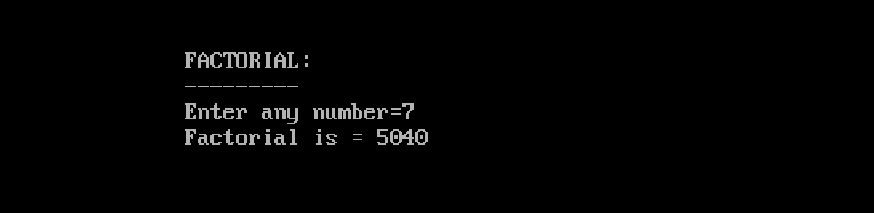 FACTORIAL:
---------
Enter any number=7
Factorial is = 5040